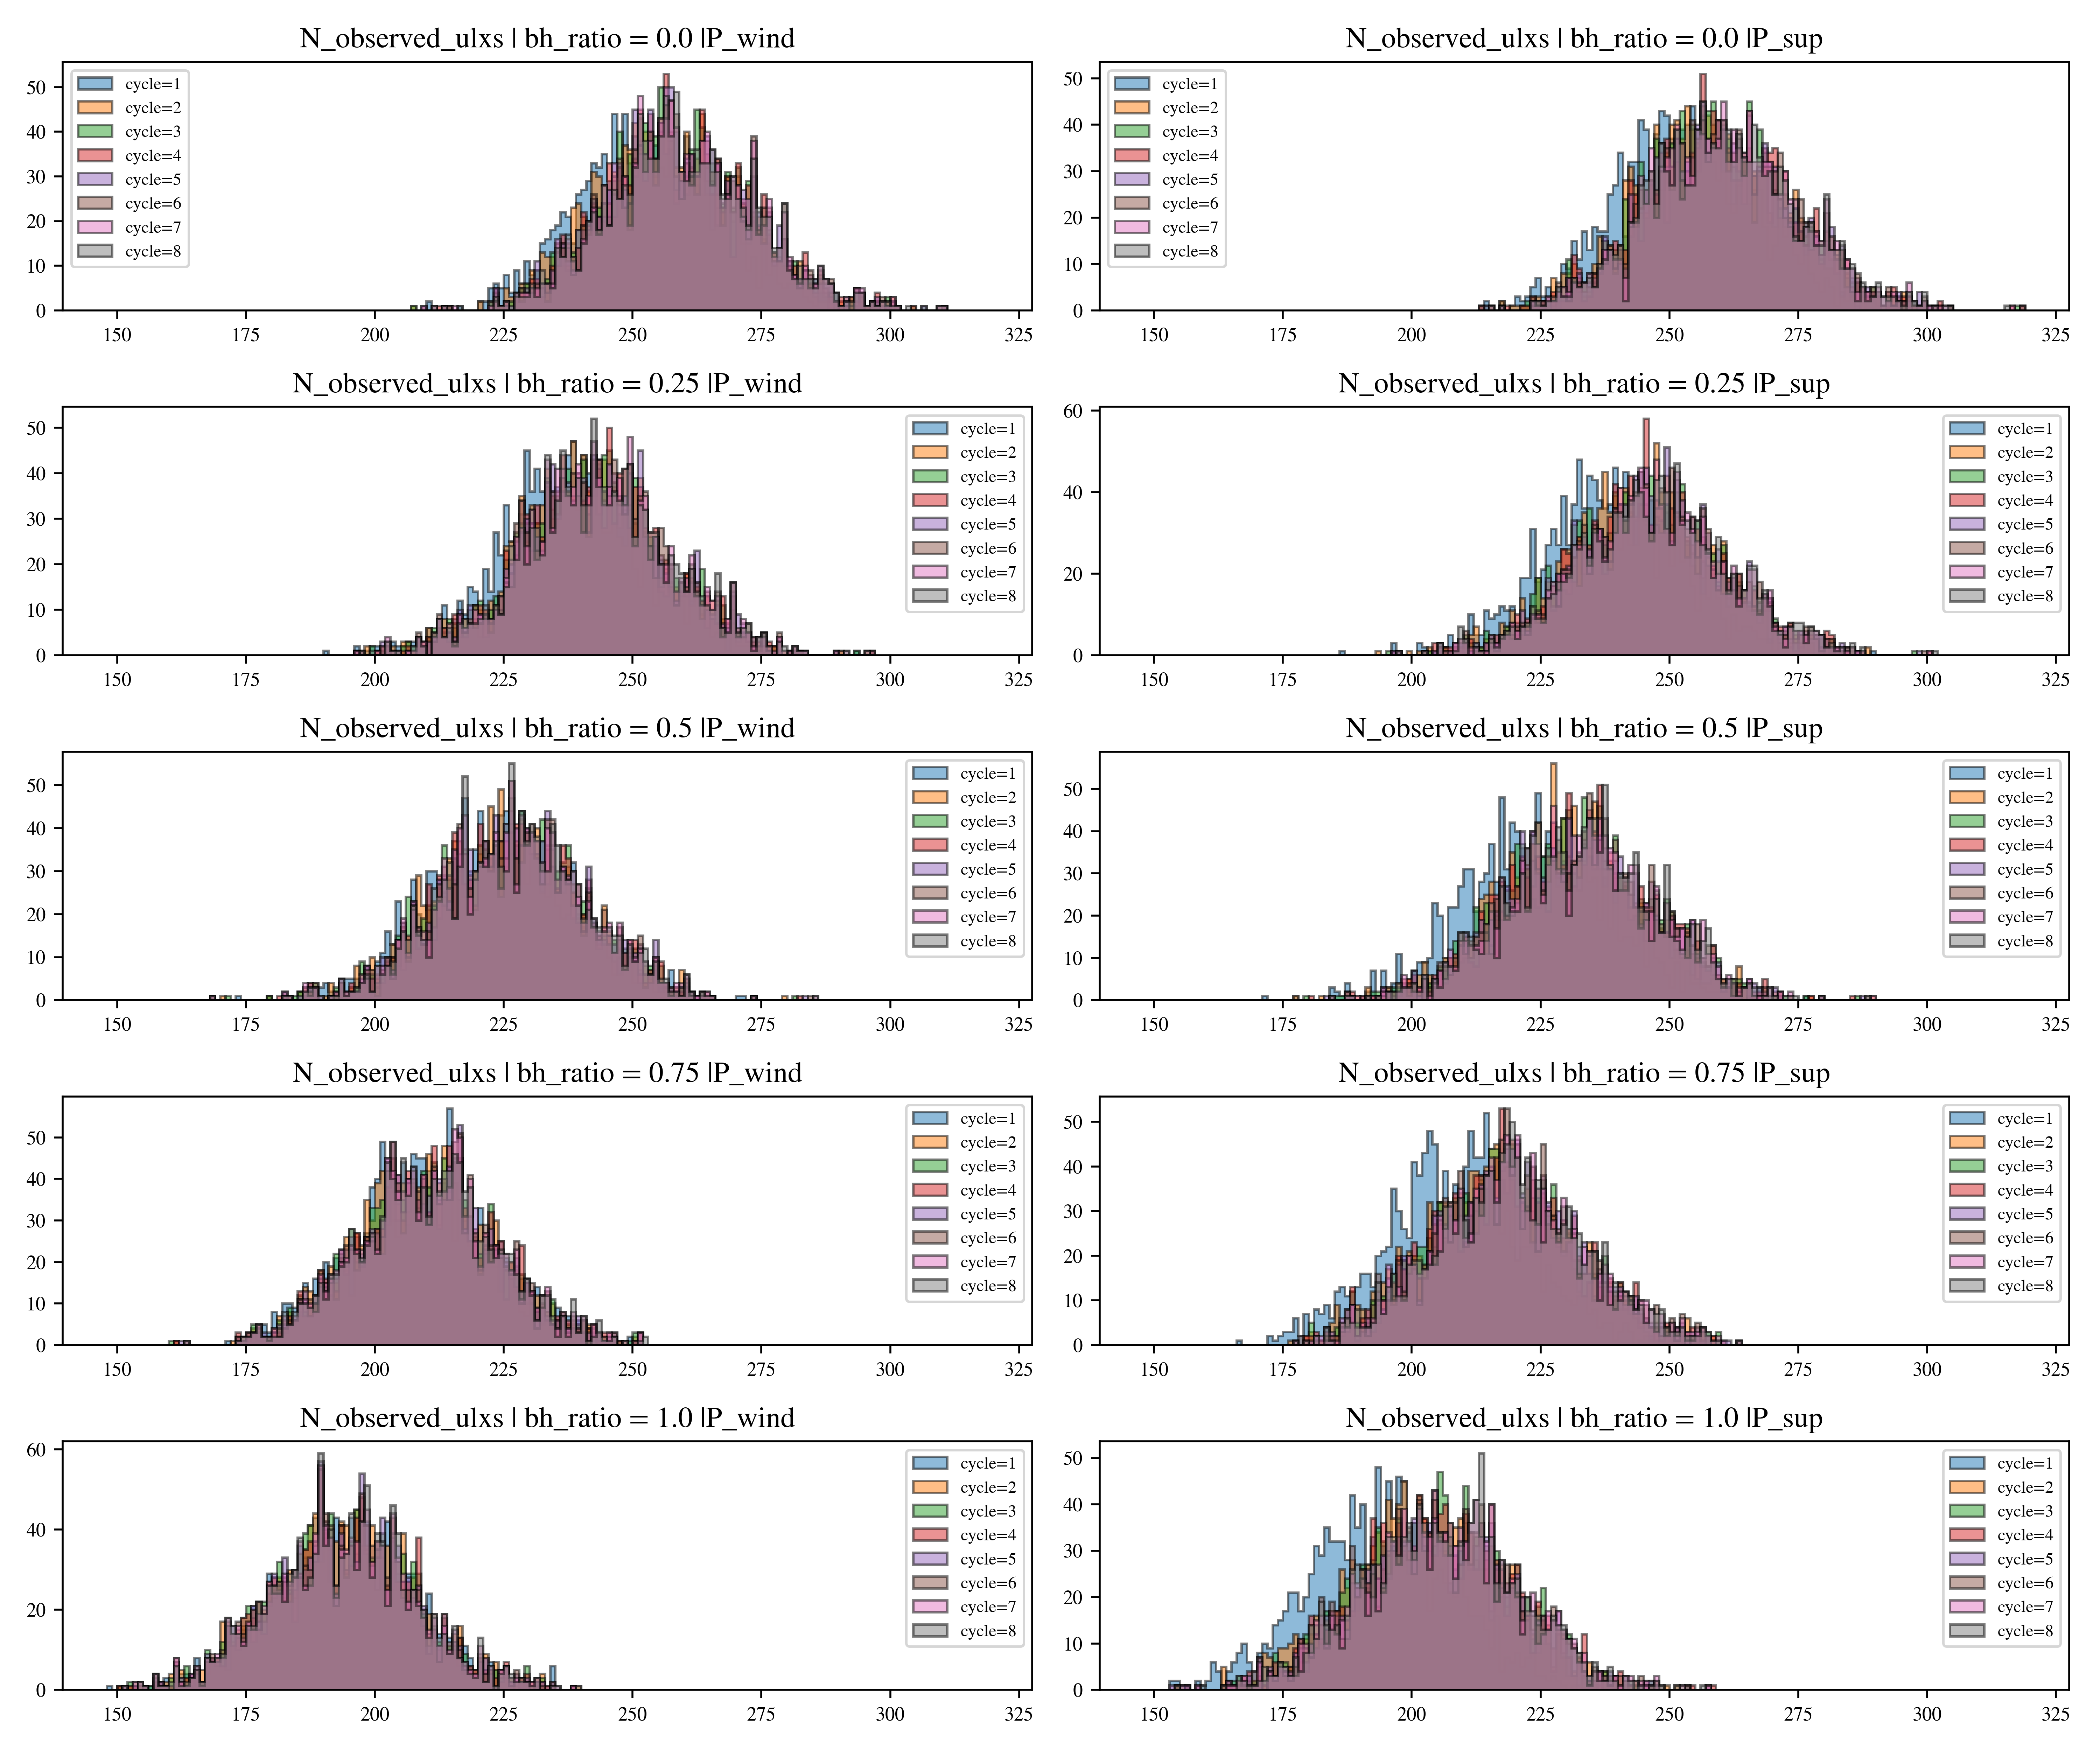 N_observed_ulxs | bh_ratio = 0.0 |P_wind
50
40
30
20
10
0
cycle=1
cycle=2
cycle=3
cycle=4
cycle=5
cycle=6
cycle=7
cycle=8
150 175 200 225 250 275 300 325
N_observed_ulxs | bh_ratio = 0.0 |P_sup
50
40
30
20
10
0
cycle=1
cycle=2
cycle=3
cycle=4
cycle=5
cycle=6
cycle=7
cycle=8
150 175 200 225 250 275 300 325
N_observed_ulxs | bh_ratio = 0.25 |P_wind
50
40
30
20
10
0
cycle=1
cycle=2
cycle=3
cycle=4
cycle=5
cycle=6
cycle=7
cycle=8
150 175 200 225 250 275 300 325
N_observed_ulxs | bh_ratio = 0.25 |P_sup
60
40
20
0
cycle=1
cycle=2
cycle=3
cycle=4
cycle=5
cycle=6
cycle=7
cycle=8
150 175 200 225 250 275 300 325
N_observed_ulxs | bh_ratio = 0.5 |P_wind
50
40
30
20
10
0
cycle=1
cycle=2
cycle=3
cycle=4
cycle=5
cycle=6
cycle=7
cycle=8
150 175 200 225 250 275 300 325
N_observed_ulxs | bh_ratio = 0.5 |P_sup
50
40
30
20
10
0
cycle=1
cycle=2
cycle=3
cycle=4
cycle=5
cycle=6
cycle=7
cycle=8
150 175 200 225 250 275 300 325
N_observed_ulxs | bh_ratio = 0.75 |P_wind
50
40
30
20
10
0
cycle=1
cycle=2
cycle=3
cycle=4
cycle=5
cycle=6
cycle=7
cycle=8
150 175 200 225 250 275 300 325
N_observed_ulxs | bh_ratio = 0.75 |P_sup
50
40
30
20
10
0
cycle=1
cycle=2
cycle=3
cycle=4
cycle=5
cycle=6
cycle=7
cycle=8
150 175 200 225 250 275 300 325
N_observed_ulxs | bh_ratio = 1.0 |P_wind
60
40
20
0
cycle=1
cycle=2
cycle=3
cycle=4
cycle=5
cycle=6
cycle=7
cycle=8
150 175 200 225 250 275 300 325
N_observed_ulxs | bh_ratio = 1.0 |P_sup
50
40
30
20
10
0
cycle=1
cycle=2
cycle=3
cycle=4
cycle=5
cycle=6
cycle=7
cycle=8
150 175 200 225 250 275 300 325